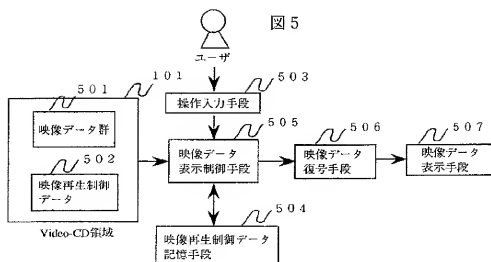 図5
ユーザ
503
操作入力手段
501
101
映像データ群
502
映像再生制御
データ
Video-CD領域
505
映像データ
表示制御手段
506
映像データ
復号手段
507
映像データ
表示手段
504
映像再生制御データ
記憶手段